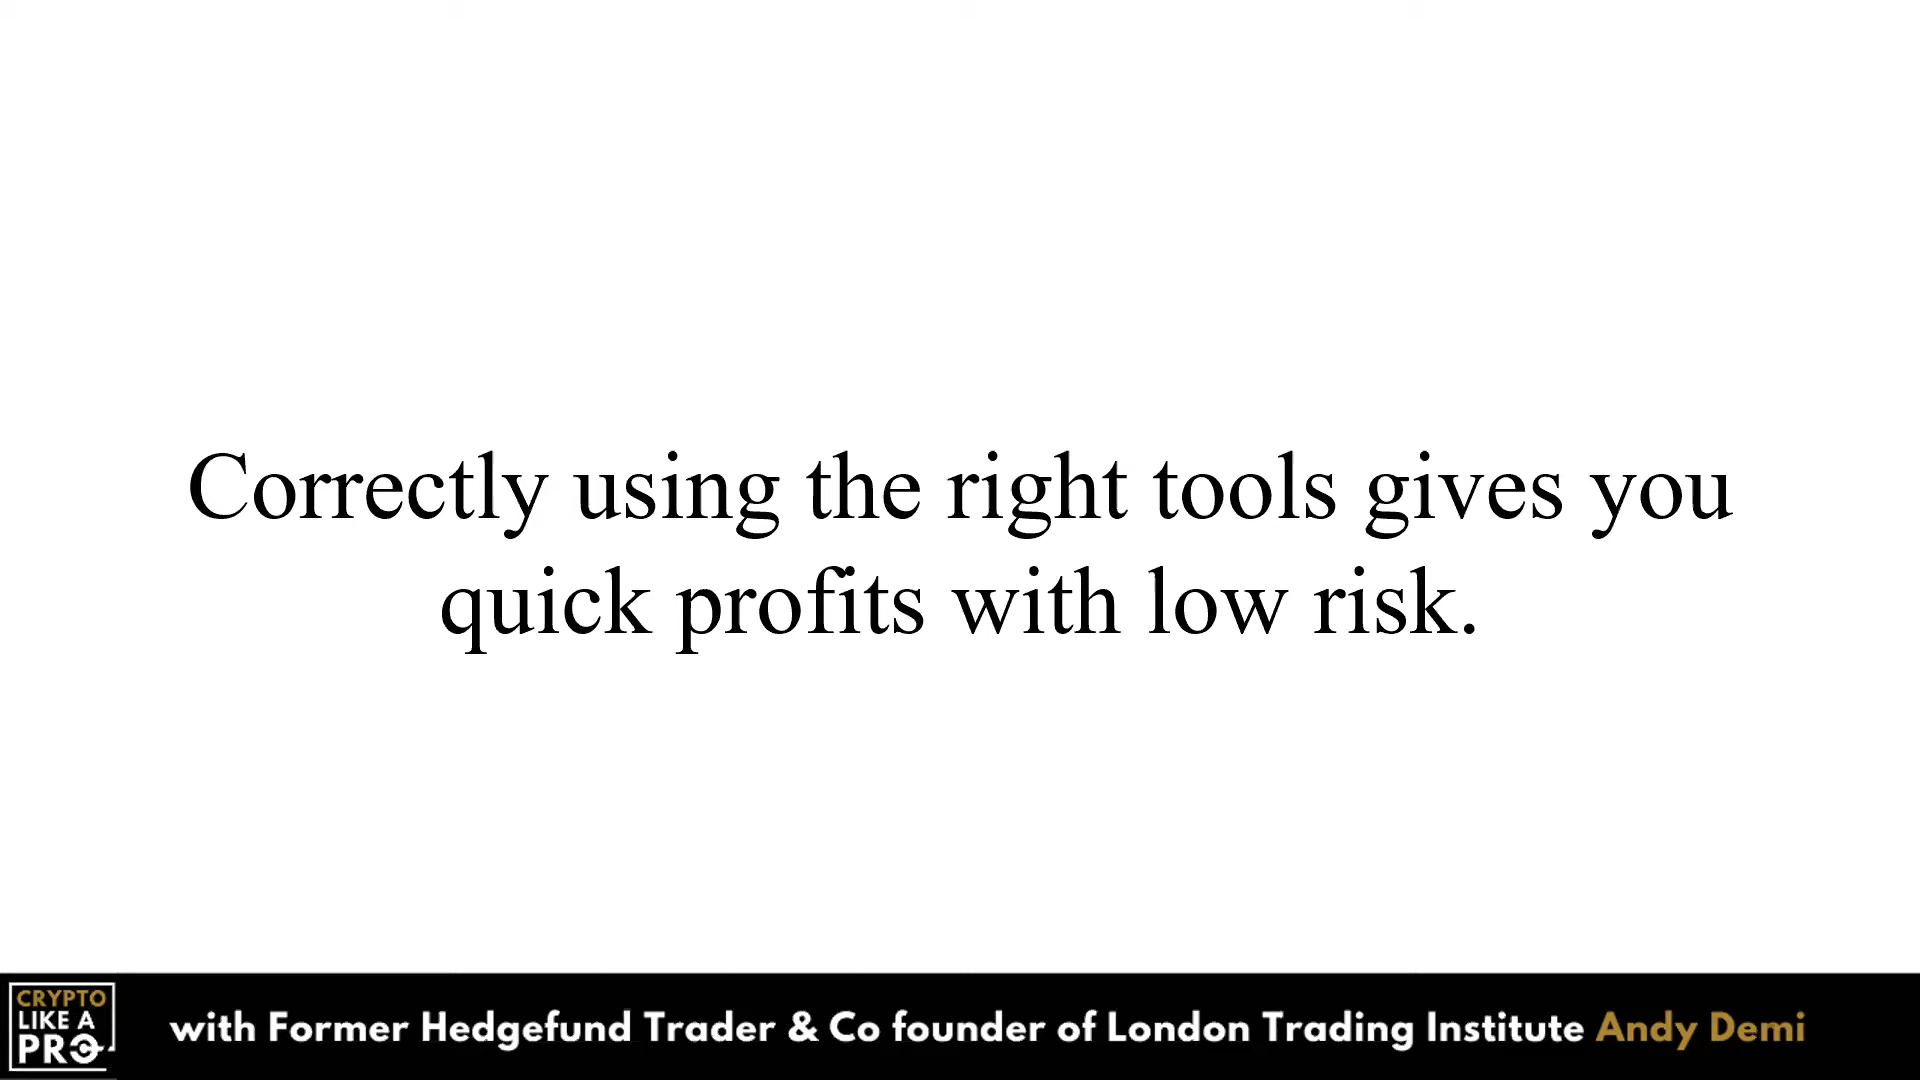 Correctly using the right tools gives you
quick profits with low risk.
CRYPTO
LIKE A
PRO
with Former Hedgefund Trader & Co founder of London Trading Institute Andy Demi